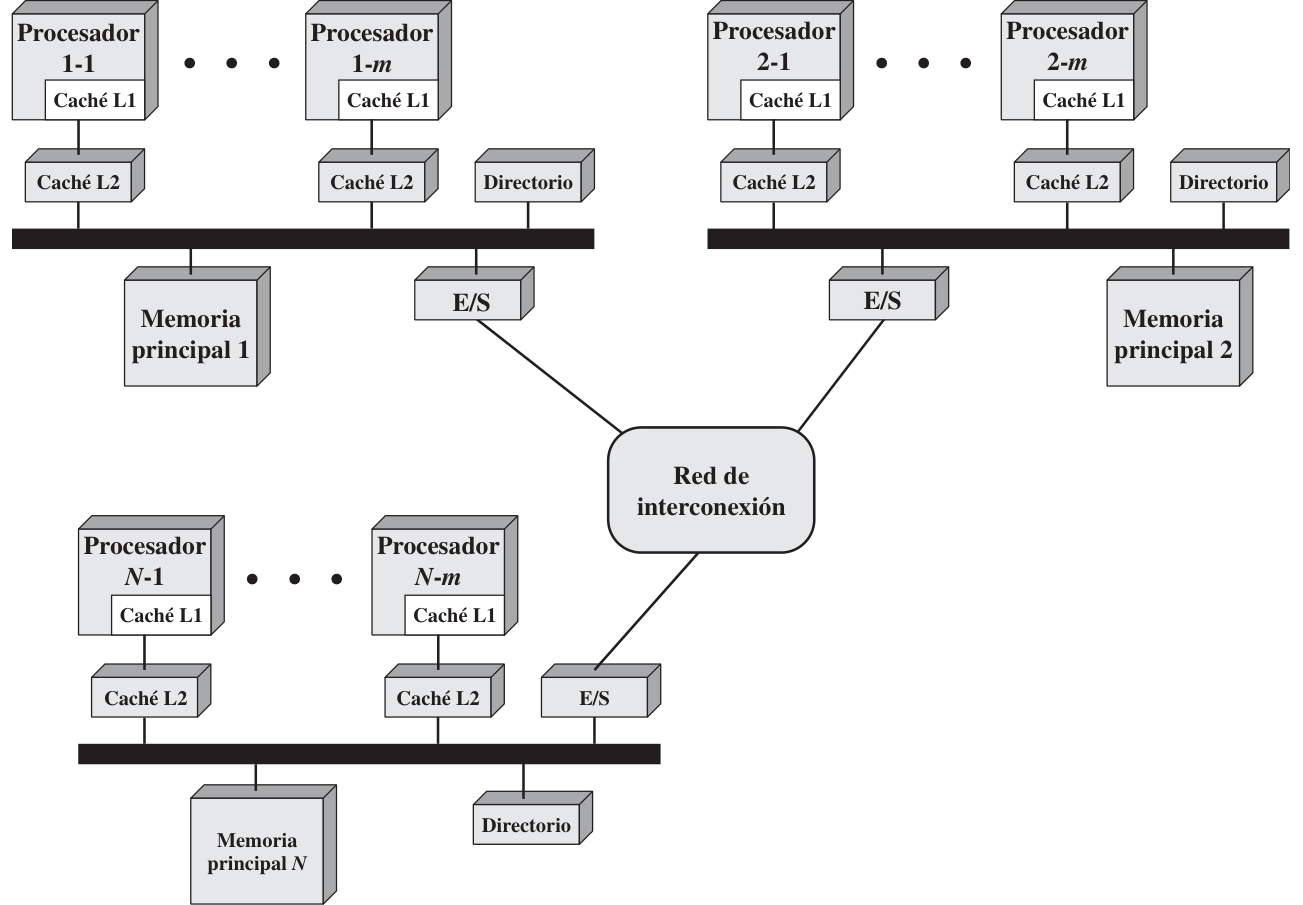 Procesador
1-1
Caché L1
Procesador
1-m
Caché L1
Caché L2
Caché L2
Directorio
Memoria
principal 1
E/S
Procesador
2-1
Caché L1
Procesador
2-m
Caché L1
Caché L2
Caché L2
Directorio
E/S
Memoria
principal 2
Red de
interconexión
Procesador
N-1
Caché L1
Procesador
N-m
Caché L1
Caché L2
Caché L2
E/S
Memoria
principal N
Directorio